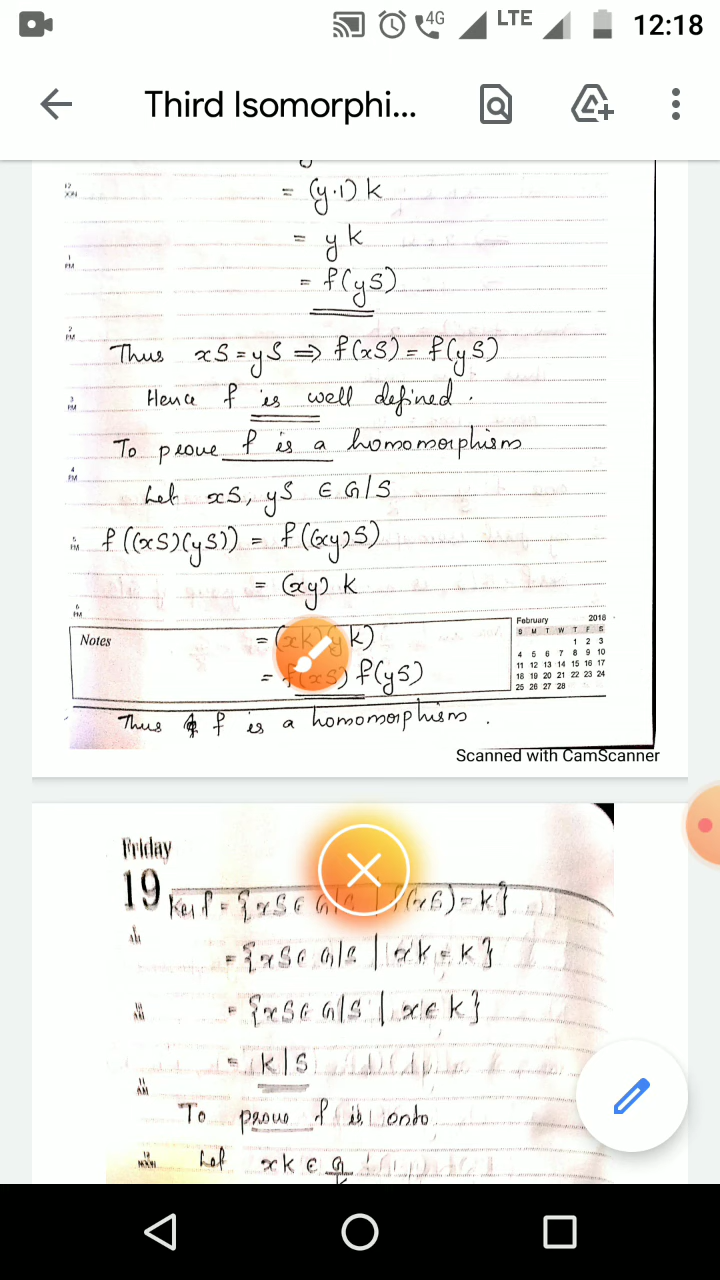 4G LTE 12:18
Third Isomorphi...
= (y·1) k
= yk
= f(yS)
Thus xS = yS ⇒ f(xS) = f(yS)
Hence f is well defined.
To prove f is a homomorphism
Let xS, yS ∈ G/S
f((xS)(yS)) = f((xy)S)
= (xy) k
Notes
= (xk)(yk)
= f(xS) f(yS)
February 2018
S M T W T F S
1 2 3
4 5 6 7 8 9 10
11 12 13 14 15 16 17
18 19 20 21 22 23 24
25 26 27 28
Thus f is a homomorphism.
Scanned with CamScanner
Friday
19
Ker f = {xS ∈ G/S | f(xS) = k}
= {xS ∈ G/S | xk = k}
= {xS ∈ G/S | x ∈ k}
= k|S
To prove f is onto.
Let xk ∈ G